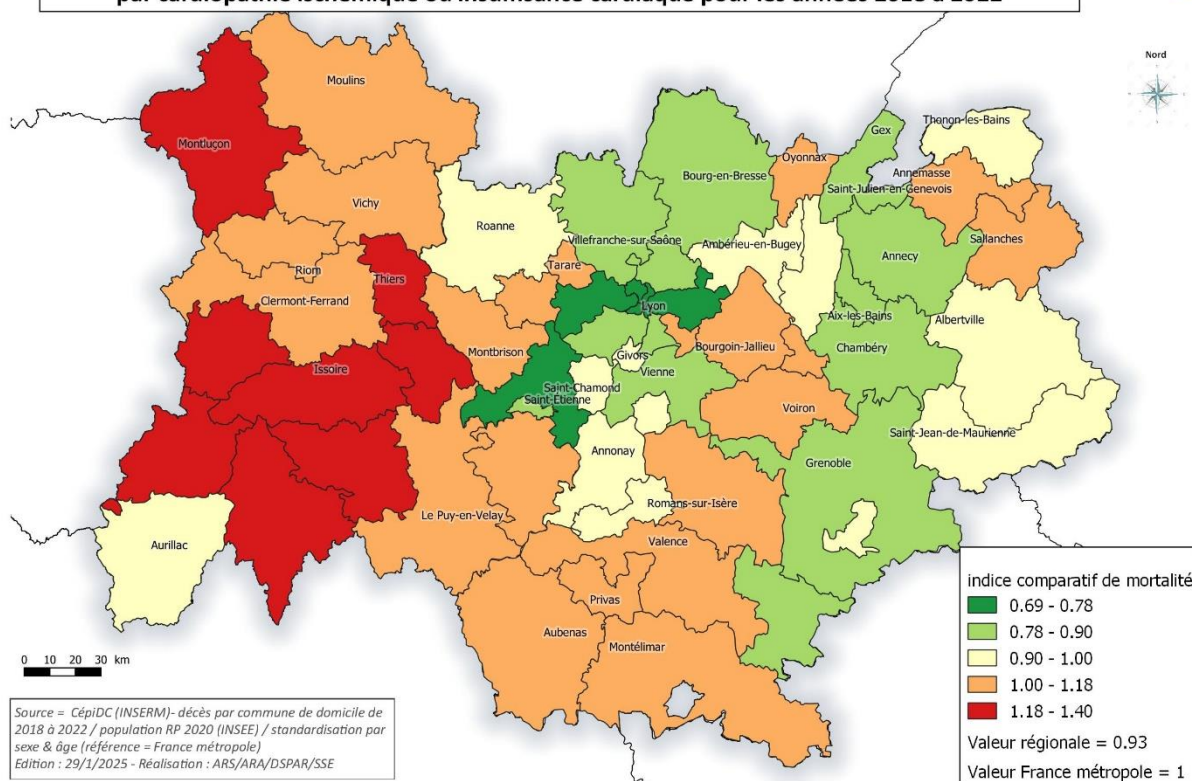 par cardiopathie ischémique ou insuffisance cardiaque pour les années 2018 à 2022
Nord
Moulins
Thonon-les-Bains
Gex
Montluçon
Oyonnax
Annemasse
Bourg-en-Bresse
Saint-Julien-en-Genevois
Vichy
Roanne
Villefranche-sur-Saône
Ambérieu-en-Bugey
Sallanches
Annecy
Tarare
Riom
Thiers
Clermont-Ferrand
Lyon
Aix-les-Bains
Albertville
Bourgoin-Jallieu
Chambéry
Montbrison
Givors
Issoire
Vienne
Saint-Chamond
Saint-Étienne
Voiron
Saint-Jean-de-Maurienne
Annonay
Grenoble
Romans-sur-Isère
Le Puy-en-Velay
Valence
Aurillac
Privas
Aubenas
Montélimar
indice comparatif de mortalité
0.69 - 0.78
0.78 - 0.90
0.90 - 1.00
1.00 - 1.18
1.18 - 1.40
Valeur régionale = 0.93
Valeur France métropole = 1
0 10 20 30 km
Source = CépiDC (INSERM)- décès par commune de domicile de
2018 à 2022 / population RP 2020 (INSEE) / standardisation par
sexe & âge (référence = France métropole)
Edition : 29/1/2025 - Réalisation : ARS/ARA/DSPAR/SSE